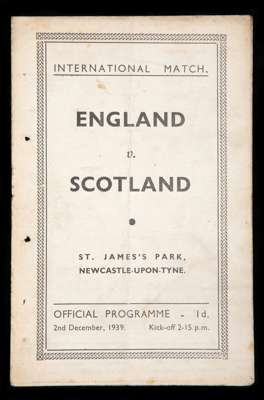 INTERNATIONAL MATCH.
ENGLAND
v.
SCOTLAND
ST. JAMES'S PARK,
NEWCASTLE-UPON-TYNE.
OFFICIAL PROGRAMME - 1d.
2nd December, 1939. Kick-off 2-15 p.m.